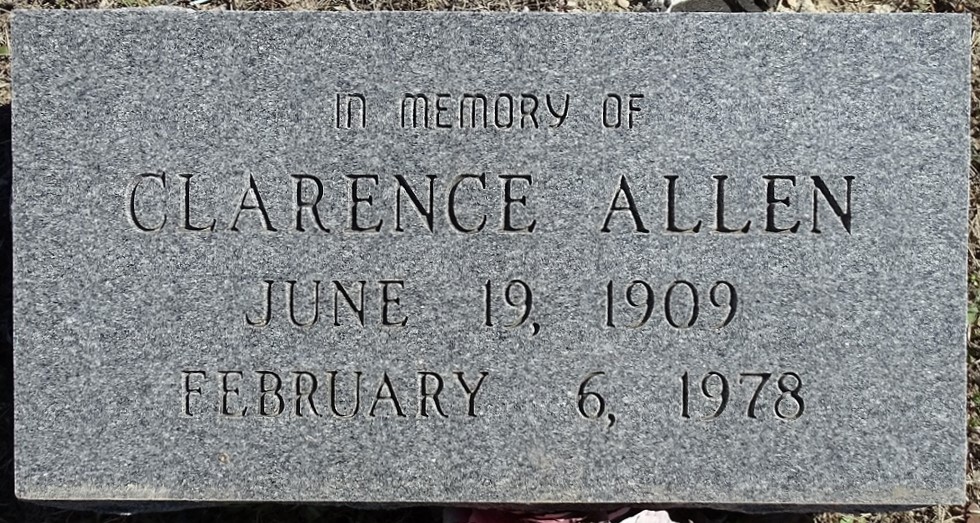 IN MEMORY OF
CLARENCE ALLEN
JUNE 19, 1909
FEBRUARY 6, 1978